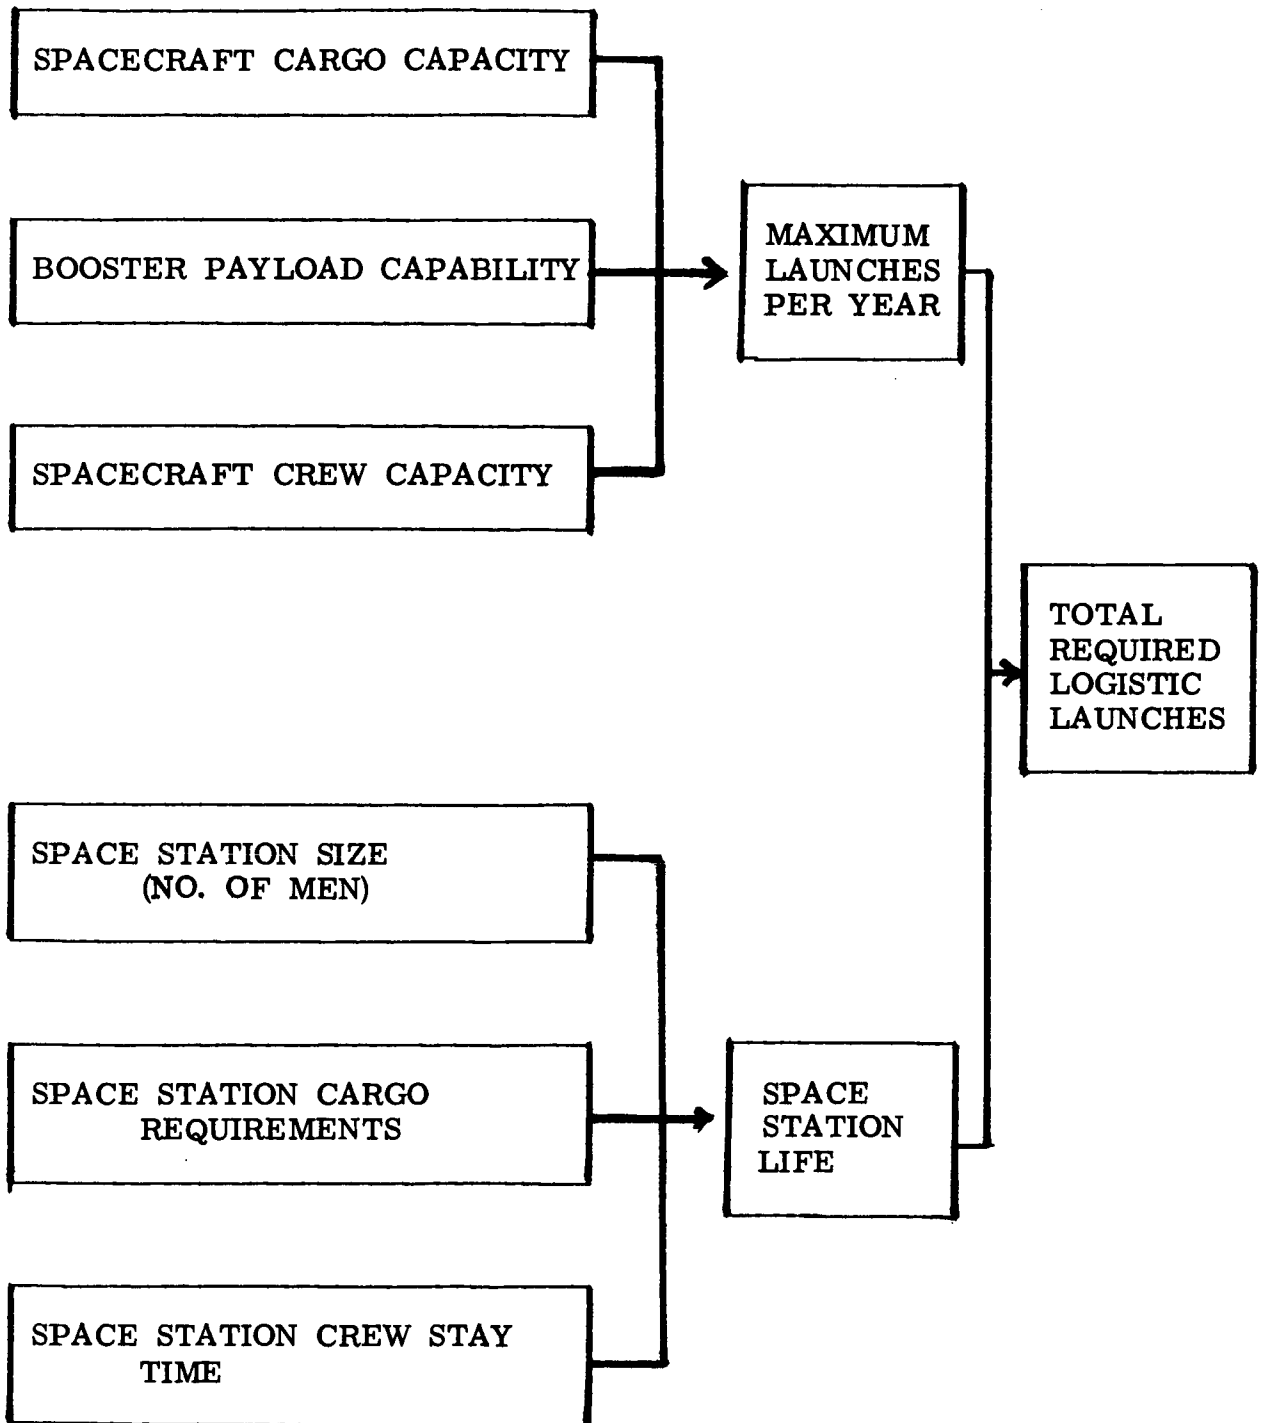 SPACECRAFT CARGO CAPACITY
BOOSTER PAYLOAD CAPABILITY
SPACECRAFT CREW CAPACITY
MAXIMUM
LAUNCHES
PER YEAR
TOTAL
REQUIRED
LOGISTIC
LAUNCHES
SPACE STATION SIZE
(NO. OF MEN)
SPACE STATION CARGO
REQUIREMENTS
SPACE STATION CREW STAY
TIME
SPACE
STATION
LIFE